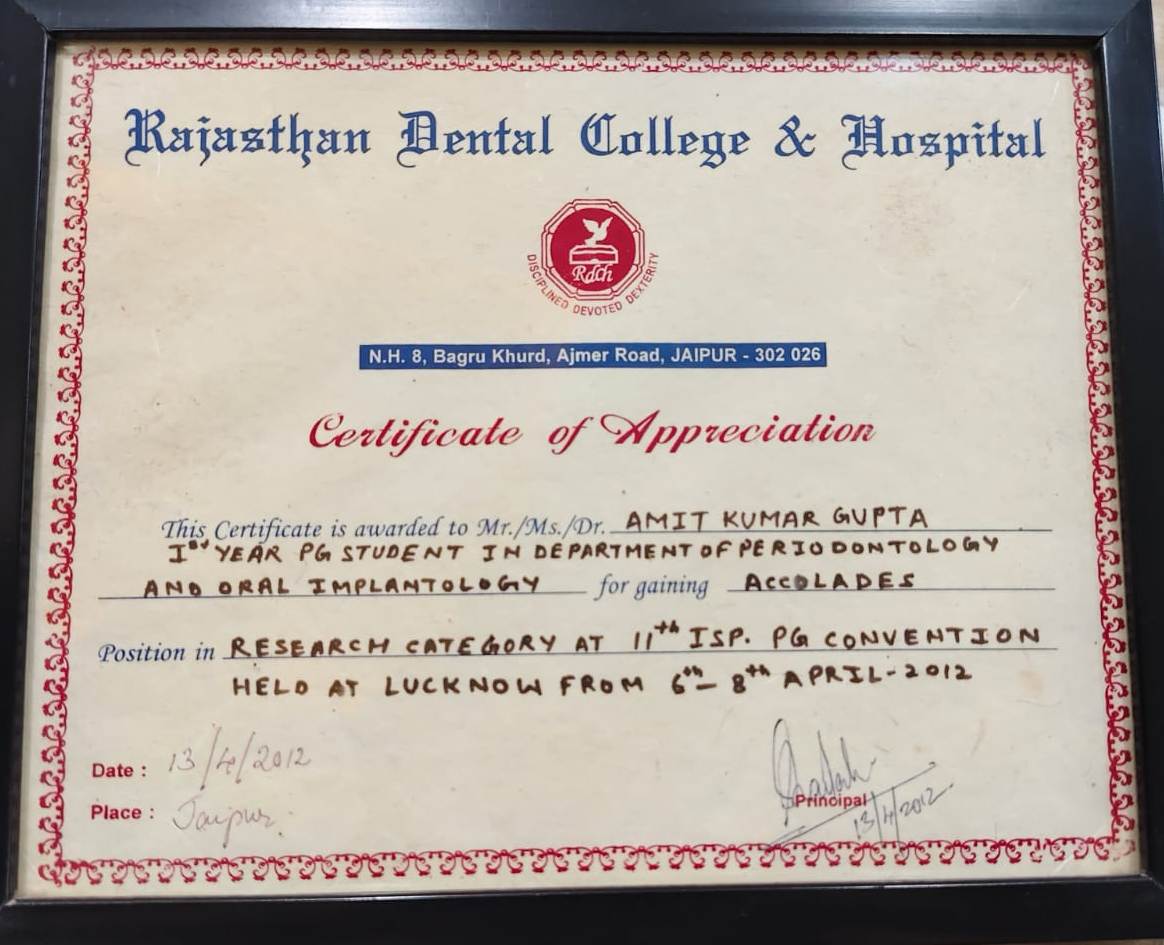 Rajasthan Dental College & Hospital
Rdch
DISCIPLINED DEVOTED DEXTERITY
N.H. 8, Bagru Khurd, Ajmer Road, JAIPUR - 302 026
Certificate of Appreciation
This Certificate is awarded to Mr./Ms./Dr. AMIT KUMAR GUPTA
Ist YEAR PG STUDENT IN DEPARTMENT OF PERIODONTOLOGY
AND ORAL IMPLANTOLOGY for gaining ACCOLADES
Position in RESEARCH CATEGORY AT 11th ISP. PG CONVENTION
HELD AT LUCKNOW FROM 6th - 8th APRIL-2012
Date : 13/4/2012
Place : Jaipur.
Principal
13/4/2012